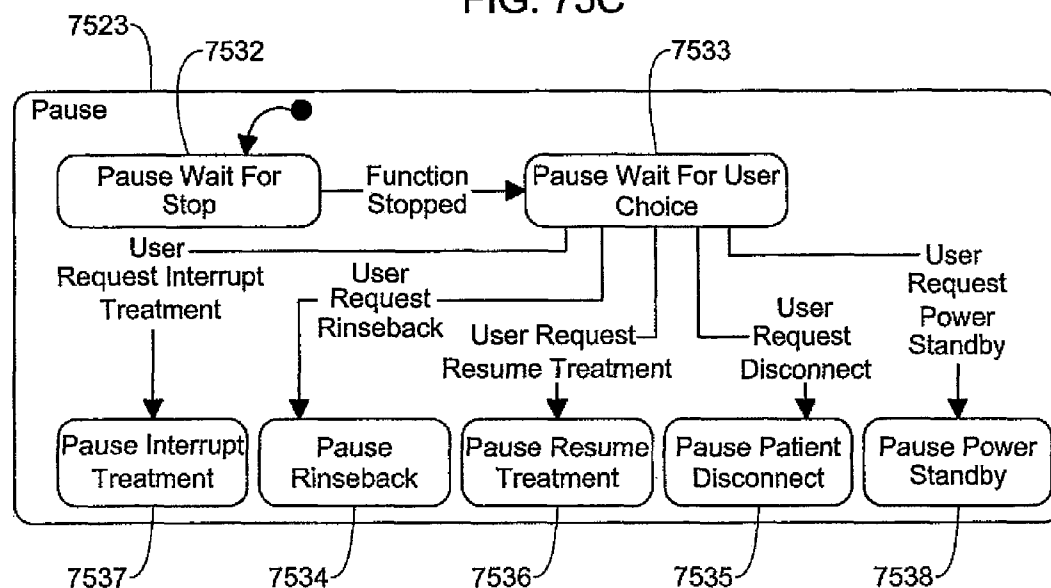 FIG. 75C
7523
7532
7533
Pause
Pause Wait For
Stop
Function
Stopped
Pause Wait For User
Choice
User
Request Interrupt
Treatment
User
Request
Rinseback
User Request
Resume Treatment
User
Request
Disconnect
User
Request
Power
Standby
Pause Interrupt
Treatment
Pause
Rinseback
Pause Resume
Treatment
Pause Patient
Disconnect
Pause Power
Standby
7537
7534
7536
7535
7538